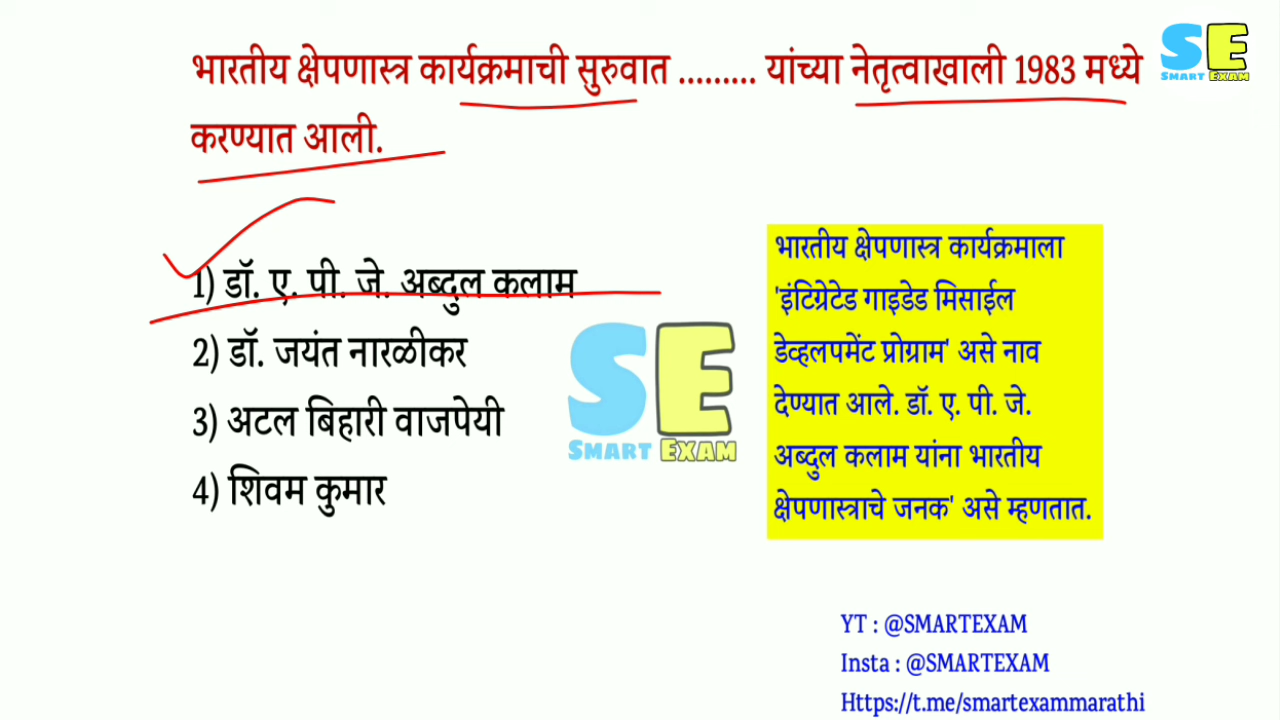 भारतीय क्षेपणास्त्र कार्यक्रमाची सुरुवात ......... यांच्या नेतृत्वाखाली 1983 मध्ये
करण्यात आली.
SE
SMART EXAM
1) डॉ. ए. पी. जे. अब्दुल कलाम
2) डॉ. जयंत नारळीकर
3) अटल बिहारी वाजपेयी
4) शिवम कुमार
SE
SMART EXAM
भारतीय क्षेपणास्त्र कार्यक्रमाला
'इंटिग्रेटेड गाइडेड मिसाईल
डेव्हलपमेंट प्रोग्राम' असे नाव
देण्यात आले. डॉ. ए. पी. जे.
अब्दुल कलाम यांना भारतीय
क्षेपणास्त्राचे जनक' असे म्हणतात.
YT : @SMARTEXAM
Insta : @SMARTEXAM
Https://t.me/smartexammarathi